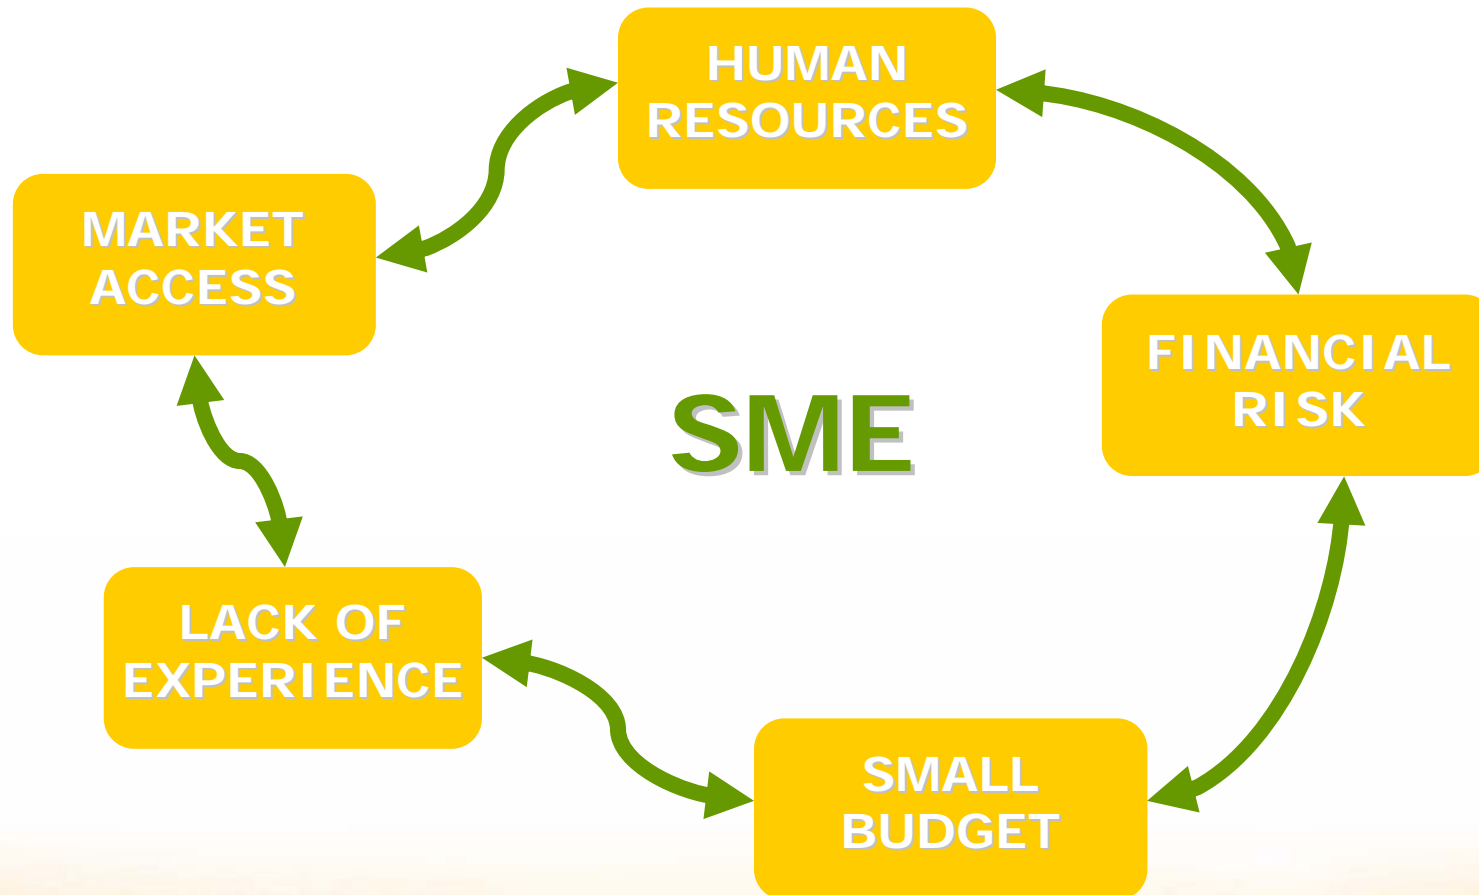 HUMAN
RESOURCES
MARKET
ACCESS
FINANCIAL
RISK
SME
LACK OF
EXPERIENCE
SMALL
BUDGET